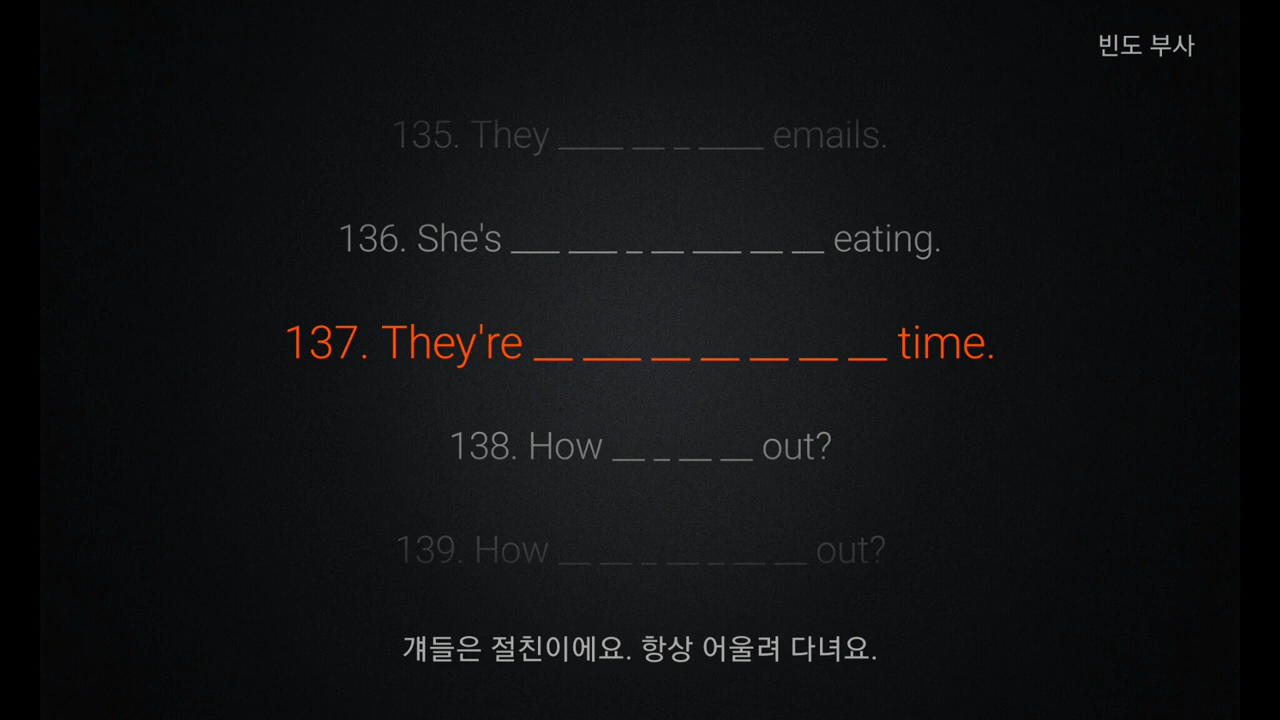 빈도 부사
135. They ____ __ _ ____ emails.
136. She's ___ ___ _ __ ___ __ __ eating.
137. They're __ ___ __ __ __ __ __ time.
138. How __ _ __ __ out?
139. How __ __ _ __ _ __ __ out?
걔들은 절친이에요. 항상 어울려 다녀요.